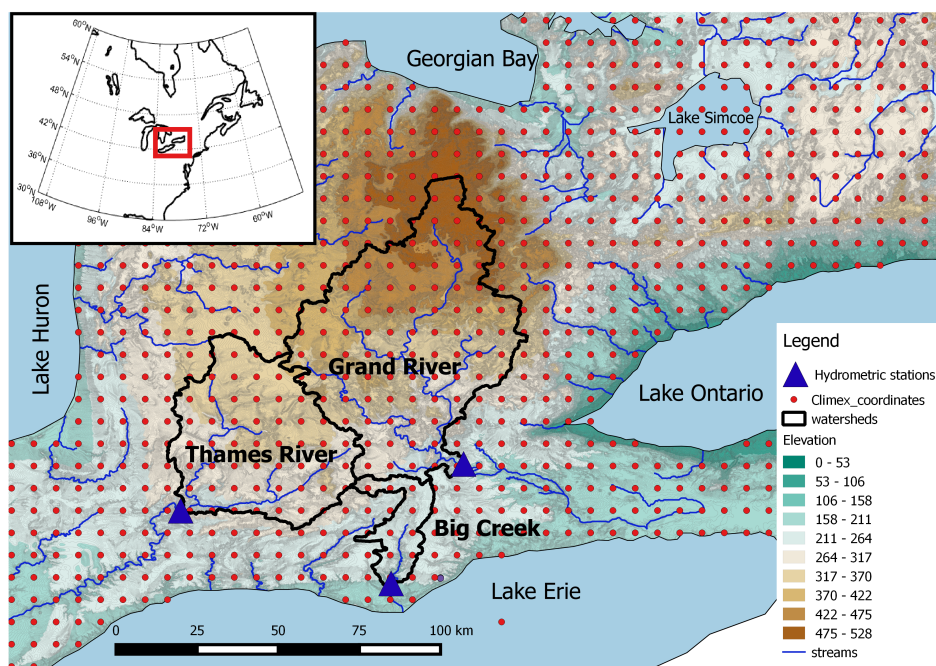 60°N
54°N
48°N
42°N
36°N
30°N
108°W
96°W
84°W
72°W
60°W
Georgian Bay
Lake Simcoe
Lake Huron
Grand River
Lake Ontario
Thames River
Big Creek
Lake Erie
0
25
50
75
100 km
Legend
Hydrometric stations
Climex_coordinates
watersheds
Elevation
0 - 53
53 - 106
106 - 158
158 - 211
211 - 264
264 - 317
317 - 370
370 - 422
422 - 475
475 - 528
streams